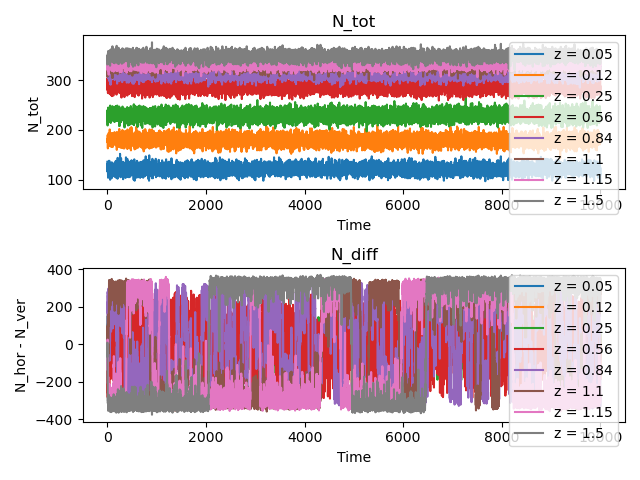 N_tot
N_tot
300
200
100
0
2000
4000
6000
8000
10000
Time
z = 0.05
z = 0.12
z = 0.25
z = 0.56
z = 0.84
z = 1.1
z = 1.15
z = 1.5
N_diff
N_hor - N_ver
400
200
0
−200
−400
0
2000
4000
6000
8000
10000
Time
z = 0.05
z = 0.12
z = 0.25
z = 0.56
z = 0.84
z = 1.1
z = 1.15
z = 1.5